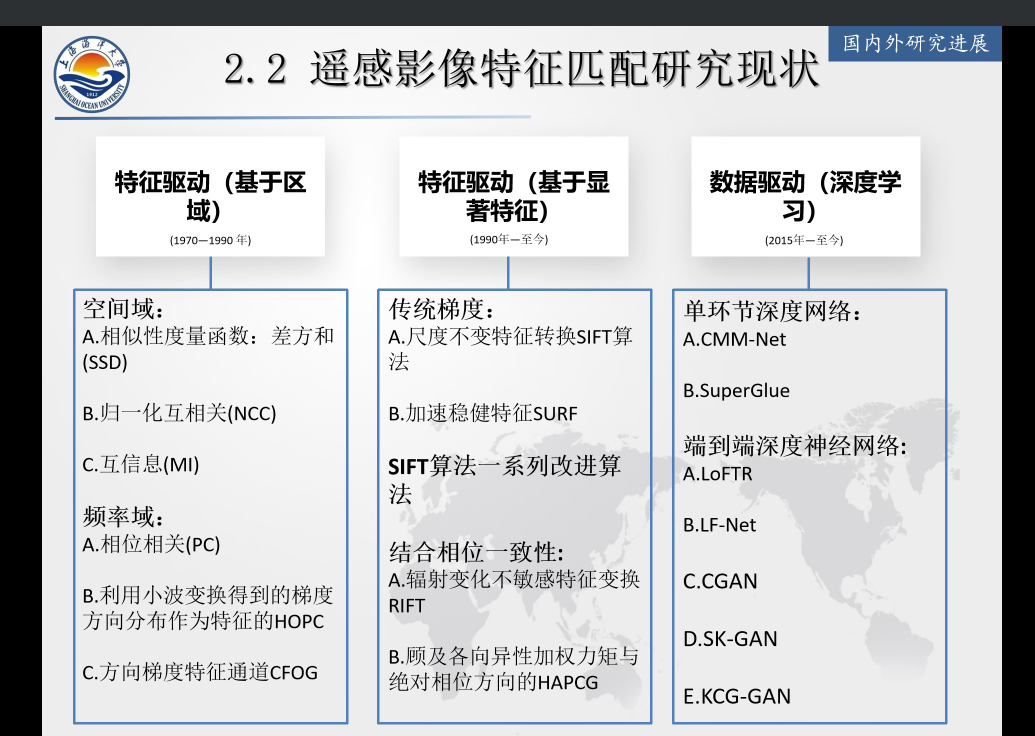 国内外研究进展
2.2 遥感影像特征匹配研究现状
上海海洋大学
SHANGHAI OCEAN UNIVERSITY
1912
特征驱动（基于区
域）
(1970—1990 年)
空间域：
A.相似性度量函数：差方和
(SSD)
B.归一化互相关(NCC)
C.互信息(MI)
频率域：
A.相位相关(PC)
B.利用小波变换得到的梯度
方向分布作为特征的HOPC
C.方向梯度特征通道CFOG
特征驱动（基于显
著特征）
(1990年—至今)
传统梯度：
A.尺度不变特征转换SIFT算
法
B.加速稳健特征SURF
SIFT算法一系列改进算
法
结合相位一致性:
A.辐射变化不敏感特征变换
RIFT
B.顾及各向异性加权力矩与
绝对相位方向的HAPCG
数据驱动（深度学
习）
(2015年—至今)
单环节深度网络：
A.CMM-Net
B.SuperGlue
端到端深度神经网络:
A.LoFTR
B.LF-Net
C.CGAN
D.SK-GAN
E.KCG-GAN